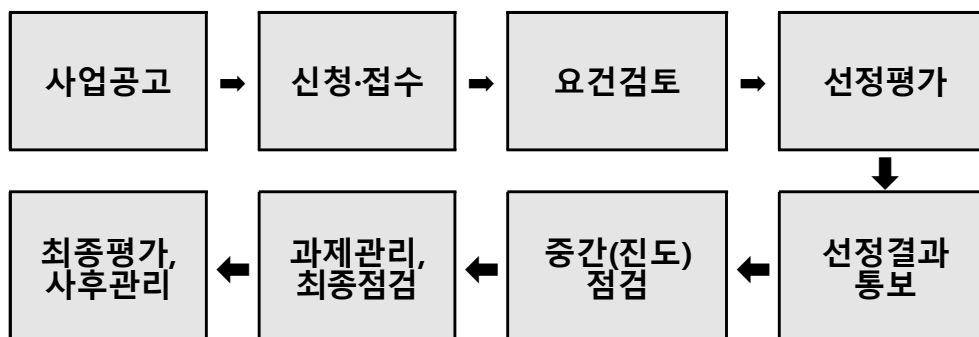 사업공고
신청·접수
요건검토
선정평가
선정결과
통보
중간(진도)
점검
과제관리,
최종점검
최종평가,
사후관리